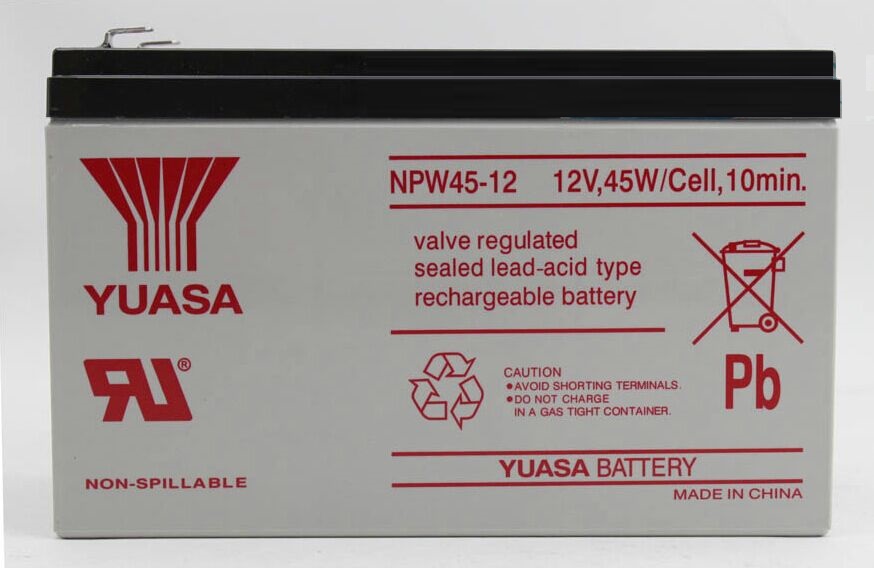 YUASA
NPW45-12 12V,45W/Cell,10min.
valve regulated
sealed lead-acid type
rechargeable battery
RU®
Pb
CAUTION
●AVOID SHORTING TERMINALS.
●DO NOT CHARGE
IN A GAS TIGHT CONTAINER.
NON-SPILLABLE
YUASA BATTERY
MADE IN CHINA